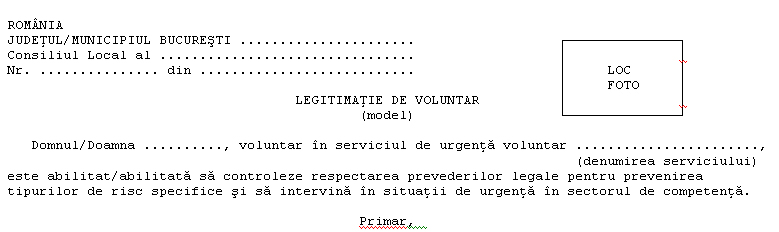 ROMÂNIA
JUDEŢUL/MUNICIPIUL BUCUREŞTI .......................
Consiliul Local al .................................
Nr. ................ din ............................
LOC
FOTO
LEGITIMAŢIE DE VOLUNTAR
(model)
Domnul/Doamna .........., voluntar în serviciul de urgenţă voluntar ........................,
(denumirea serviciului)
este abilitat/abilitată să controleze respectarea prevederilor legale pentru prevenirea
tipurilor de risc specifice şi să intervină în situaţii de urgenţă în sectorul de competenţă.
Primar,